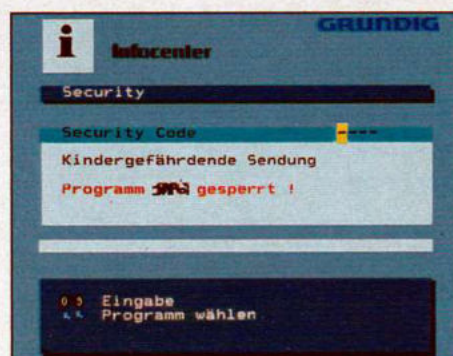 GRUNDIG
i Infocenter
Security
Security Code ----
Kindergefährdende Sendung
Programm gesperrt !
Eingabe
Programm wählen